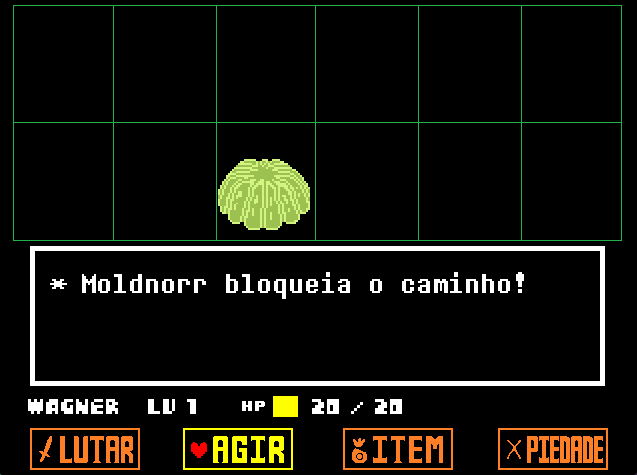 * Moldnorr bloqueia o caminho!
WAGNER LV 1 HP 20 / 20
LUTAR AGIR ITEM PIEDADE